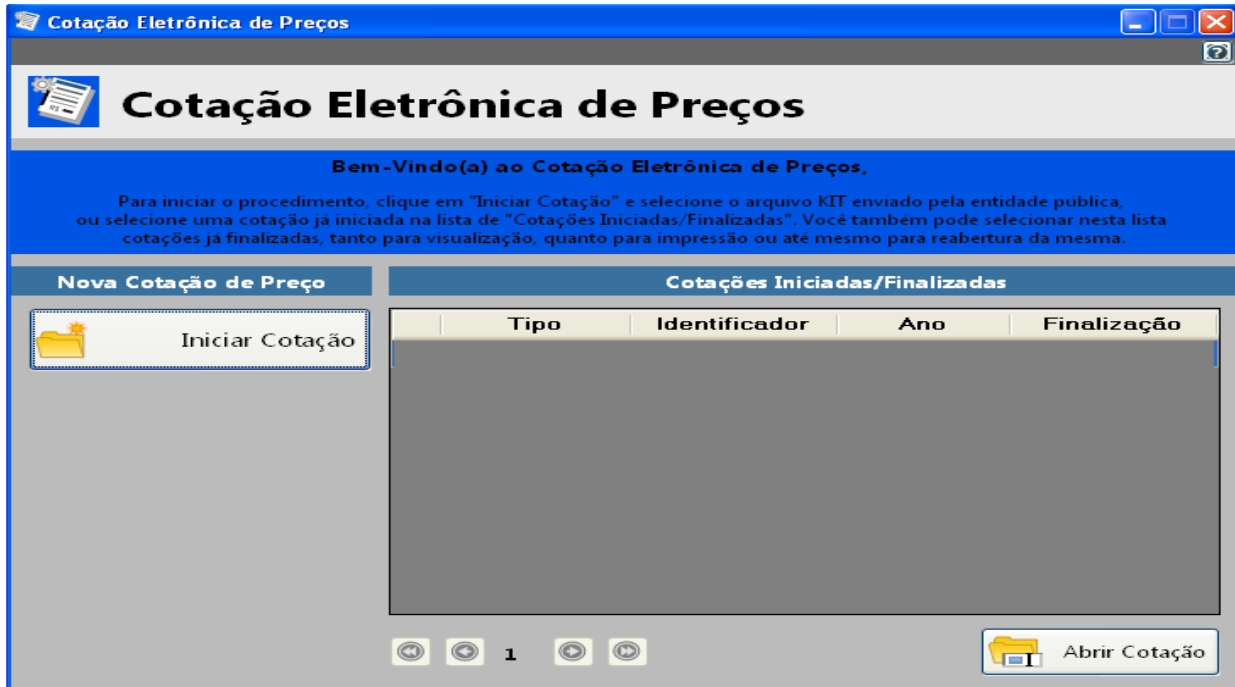 Cotação Eletrônica de Preços
Cotação Eletrônica de Preços
Bem-Vindo(a) ao Cotação Eletrônica de Preços,
Para iniciar o procedimento, clique em "Iniciar Cotação" e selecione o arquivo KIT enviado pela entidade pública,
ou selecione uma cotação já iniciada na lista de "Cotações Iniciadas/Finalizadas". Você também pode selecionar nesta lista
cotações já finalizadas, tanto para visualização, quanto para impressão ou até mesmo para reabertura da mesma.
Nova Cotação de Preço
Cotações Iniciadas/Finalizadas
Iniciar Cotação
Tipo Identificador Ano Finalização
1
Abrir Cotação